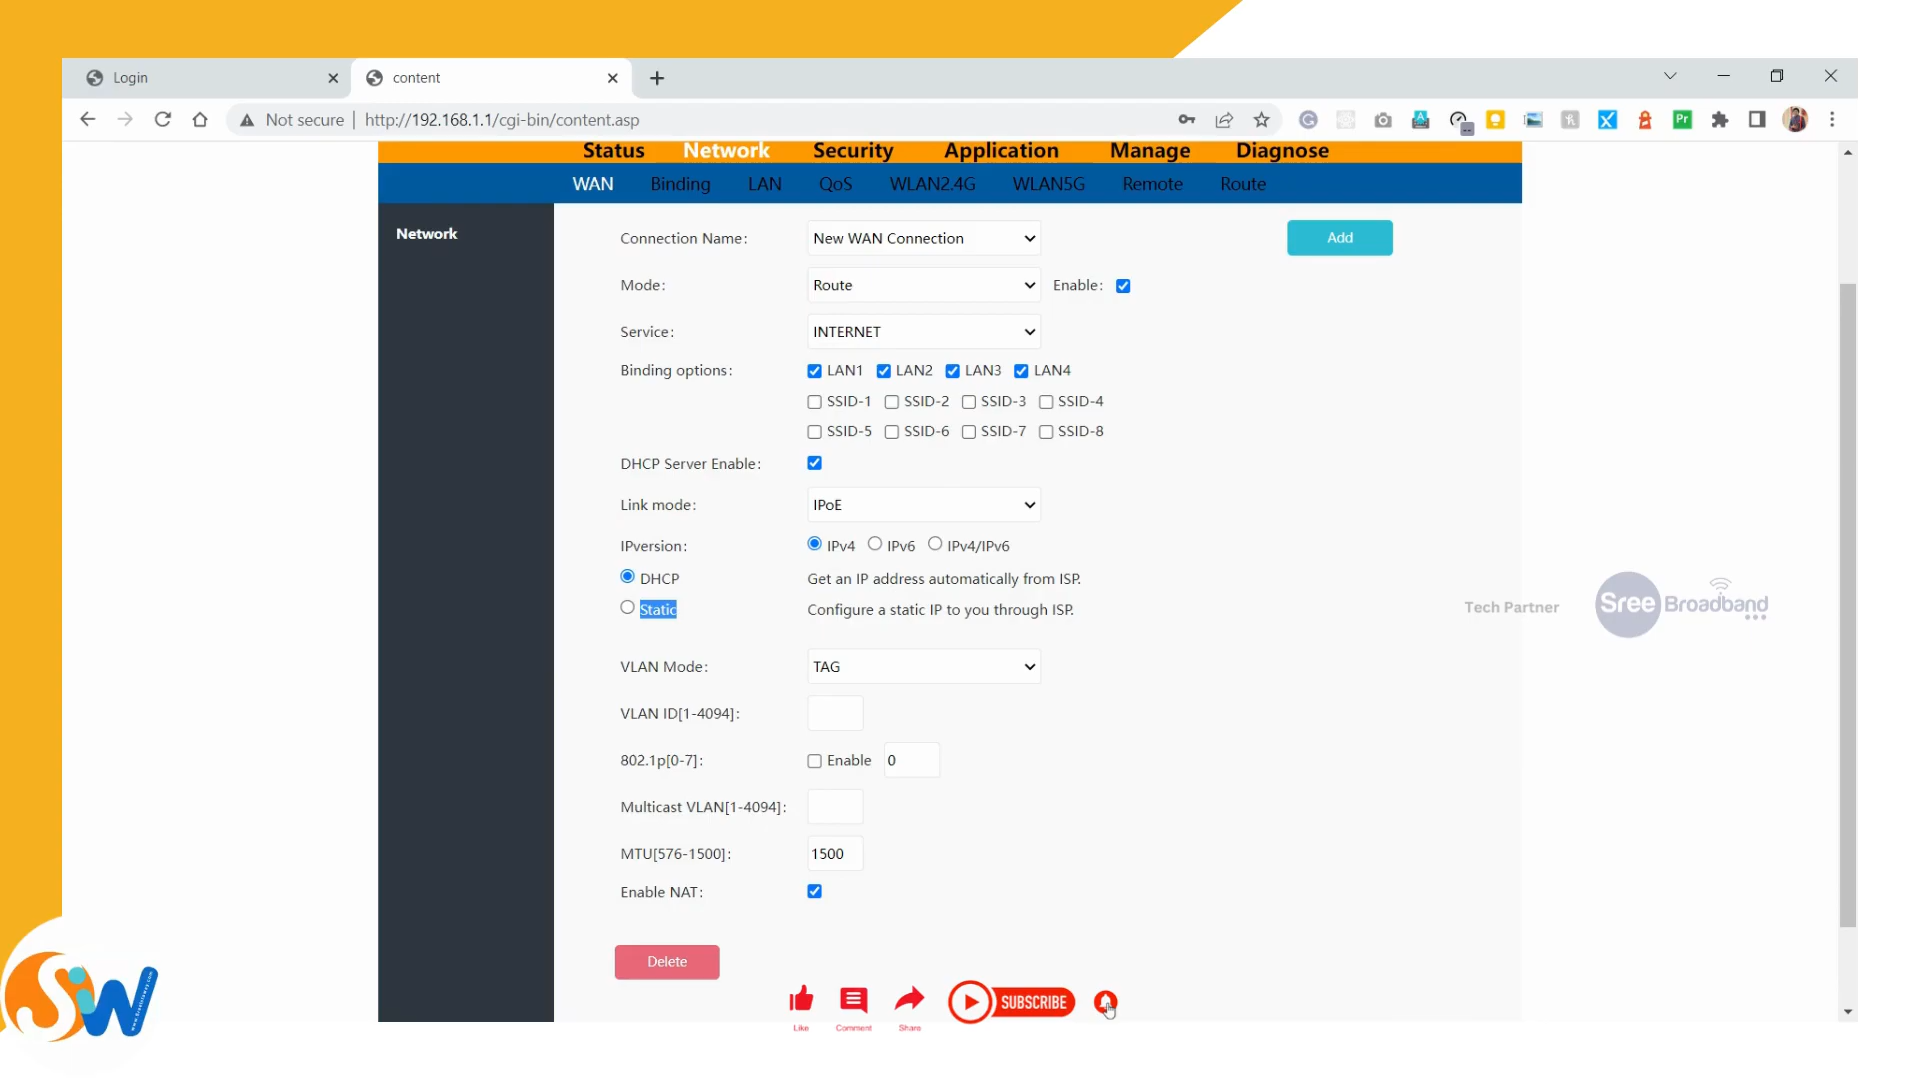 Login
content
Not secure | http://192.168.1.1/cgi-bin/content.asp
Pr
Status Network Security Application Manage Diagnose
WAN Binding LAN QoS WLAN2.4G WLAN5G Remote Route
Network
Connection Name: New WAN Connection Add
Mode: Route Enable:
Service: INTERNET
Binding options: LAN1 LAN2 LAN3 LAN4
SSID-1 SSID-2 SSID-3 SSID-4
SSID-5 SSID-6 SSID-7 SSID-8
DHCP Server Enable:
Link mode: IPoE
IPversion: IPv4 IPv6 IPv4/IPv6
DHCP Get an IP address automatically from ISP.
Static Configure a static IP to you through ISP.
Tech Partner Sree Broadband
VLAN Mode: TAG
VLAN ID[1-4094]:
802.1p[0-7]: Enable 0
Multicast VLAN[1-4094]:
MTU[576-1500]: 1500
Enable NAT:
Delete
SUBSCRIBE
Like Comment Share
SiW